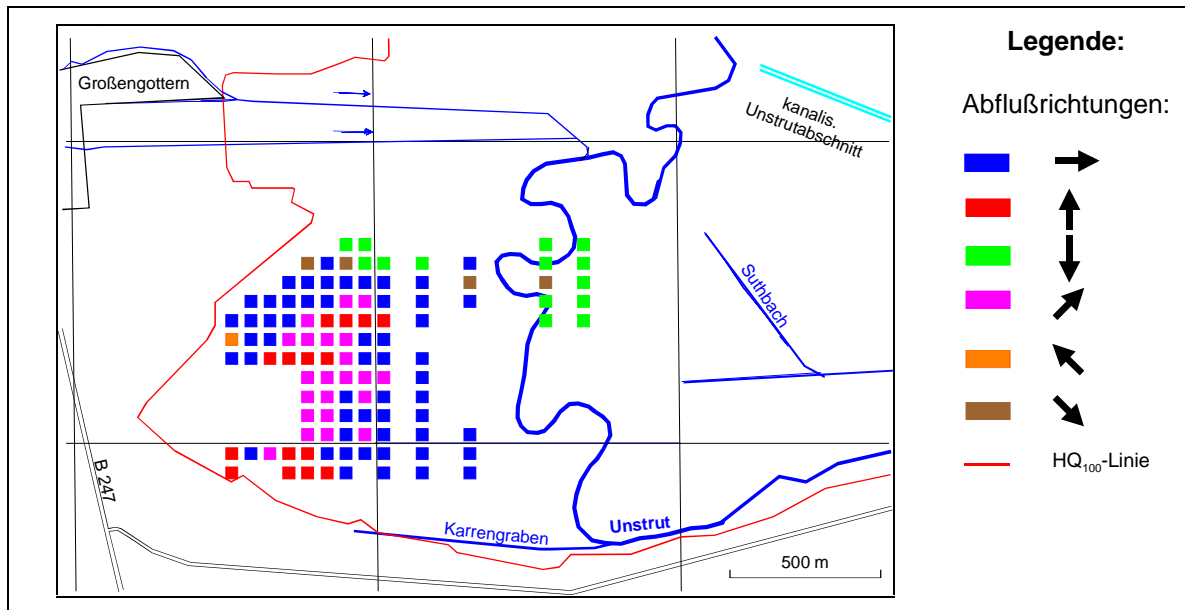 Großengottern
kanalis.
Unstrutabschnitt
Suthbach
B 247
Karrengraben
Unstrut
500 m
Legende:
Abflußrichtungen:
HQ100-Linie